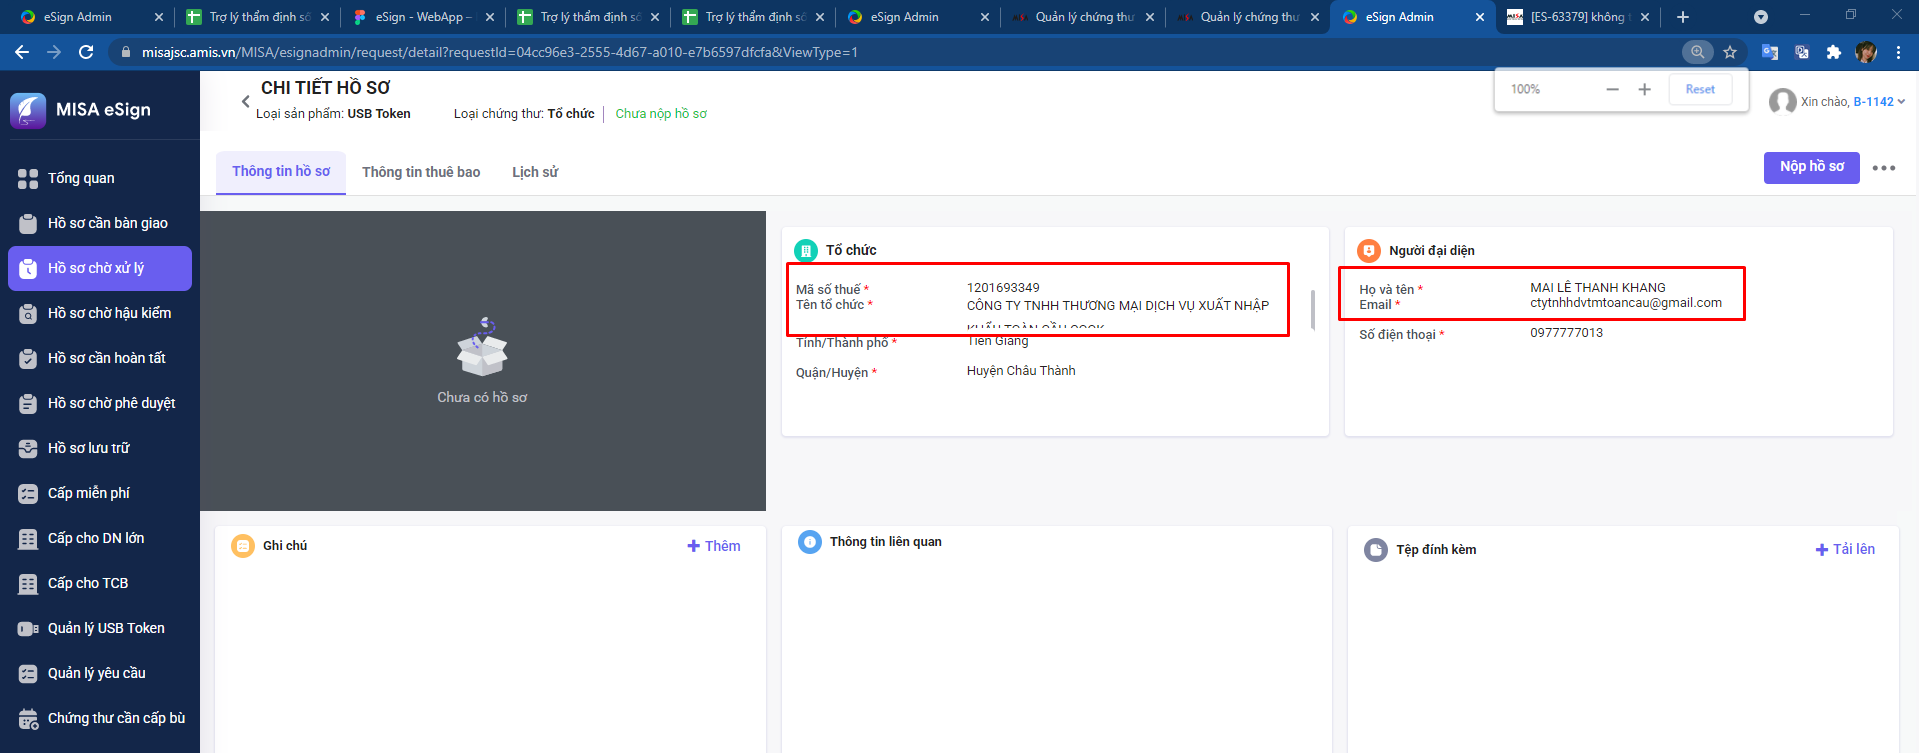 eSign Admin
Trợ lý thẩm định số
eSign - WebApp –
Trợ lý thẩm định số
Trợ lý thẩm định số
eSign Admin
Quản lý chứng thư
Quản lý chứng thư
eSign Admin
[ES-63379] không
misajsc.amis.vn/MISA/esignadmin/request/detail?requestId=04cc96e3-2555-4d67-a010-e7b6597dfcfa&ViewType=1
100%
Reset
MISA eSign
CHI TIẾT HỒ SƠ
Loại sản phẩm: USB Token
Loại chứng thư: Tổ chức
Chưa nộp hồ sơ
Xin chào, B-1142
Thông tin hồ sơ
Thông tin thuê bao
Lịch sử
Nộp hồ sơ
Tổng quan
Hồ sơ cần bàn giao
Hồ sơ chờ xử lý
Hồ sơ chờ hậu kiểm
Hồ sơ cần hoàn tất
Hồ sơ chờ phê duyệt
Hồ sơ lưu trữ
Cấp miễn phí
Cấp cho DN lớn
Cấp cho TCB
Quản lý USB Token
Quản lý yêu cầu
Chứng thư cần cấp bù
Chưa có hồ sơ
Tổ chức
Mã số thuế * 1201693349
Tên tổ chức * CÔNG TY TNHH THƯƠNG MẠI DỊCH VỤ XUẤT NHẬP
KHẨU TOÀN CẦU
Tỉnh/Thành phố * Tiền Giang
Quận/Huyện * Huyện Châu Thành
Người đại diện
Họ và tên * MAI LÊ THANH KHANG
Email * ctytnhhdvtmtoancau@gmail.com
Số điện thoại * 0977777013
Ghi chú
Thêm
Thông tin liên quan
Tệp đính kèm
Tải lên